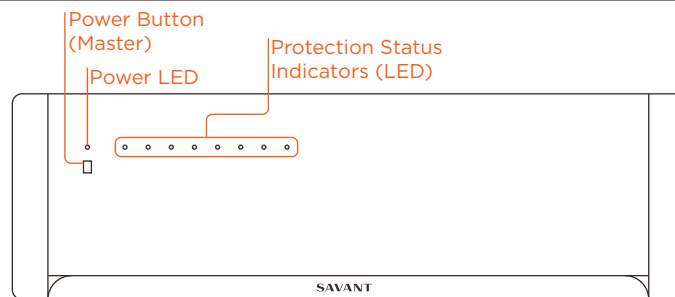 Power Button
(Master)
Protection Status
Indicators (LED)
Power LED
SAVANT